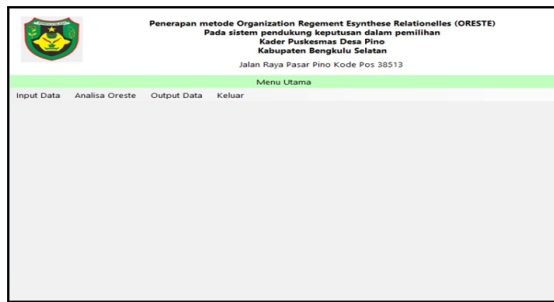 Penerapan metode Organization Regement Esynthese Relationelles (ORESTE)
Pada sistem pendukung keputusan dalam pemilihan
Kader Puskesmas Desa Pino
Kabupaten Bengkulu Selatan
Jalan Raya Pasar Pino Kode Pos 38513
Menu Utama
Input Data Analisa Oreste Output Data Keluar